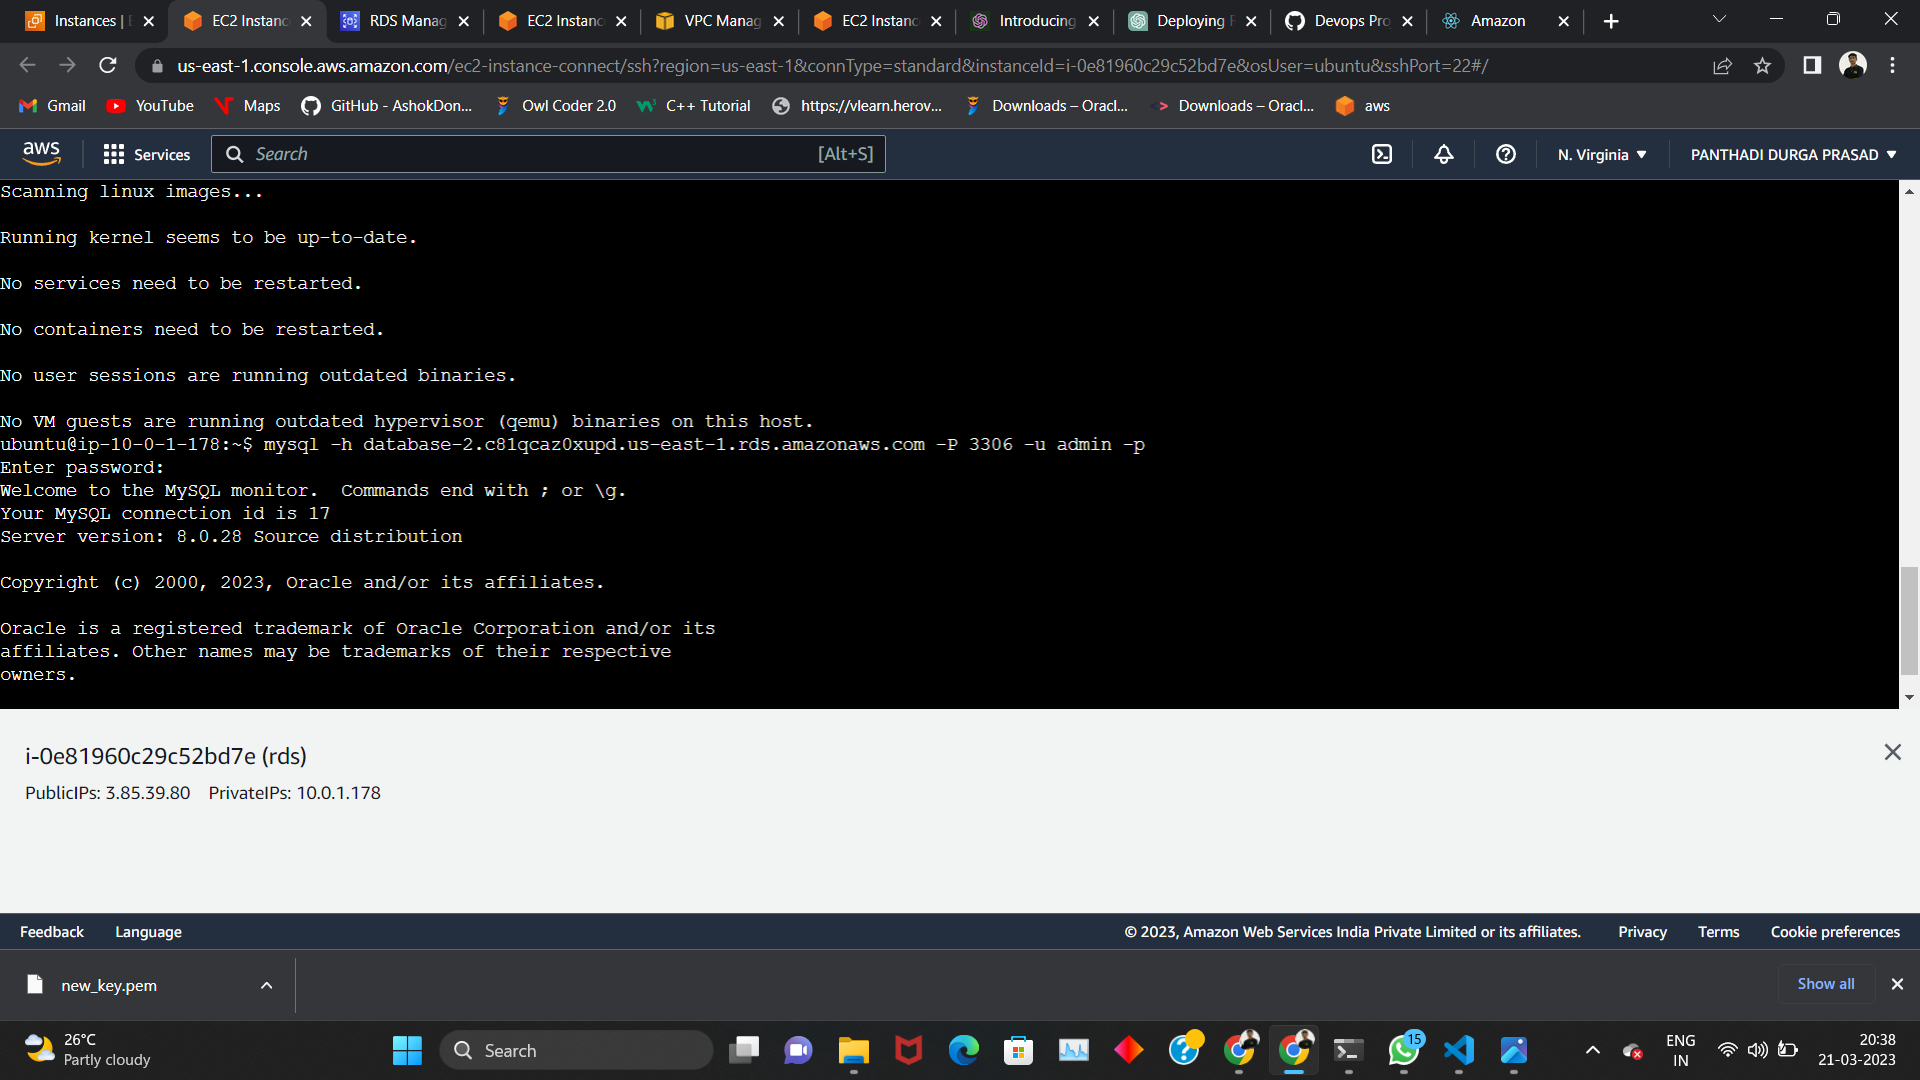 Instances | E
EC2 Instanc
RDS Manag
EC2 Instanc
VPC Manag
EC2 Instanc
Introducing
Deploying
Devops Pro
Amazon
us-east-1.console.aws.amazon.com/ec2-instance-connect/ssh?region=us-east-1&connType=standard&instanceId=i-0e81960c29c52bd7e&osUser=ubuntu&sshPort=22#/
Gmail
YouTube
Maps
GitHub - AshokDon...
Owl Coder 2.0
C++ Tutorial
https://vlearn.herov...
Downloads – Oracl...
Downloads – Oracl...
aws
aws
Services
Search
[Alt+S]
N. Virginia
PANTHADI DURGA PRASAD
Scanning linux images...
Running kernel seems to be up-to-date.
No services need to be restarted.
No containers need to be restarted.
No user sessions are running outdated binaries.
No VM guests are running outdated hypervisor (qemu) binaries on this host.
ubuntu@ip-10-0-1-178:~$ mysql -h database-2.c81qcaz0xupd.us-east-1.rds.amazonaws.com -P 3306 -u admin -p
Enter password:
Welcome to the MySQL monitor.  Commands end with ; or \g.
Your MySQL connection id is 17
Server version: 8.0.28 Source distribution
Copyright (c) 2000, 2023, Oracle and/or its affiliates.
Oracle is a registered trademark of Oracle Corporation and/or its
affiliates. Other names may be trademarks of their respective
owners.
i-0e81960c29c52bd7e (rds)
PublicIPs: 3.85.39.80    PrivateIPs: 10.0.1.178
Feedback
Language
© 2023, Amazon Web Services India Private Limited or its affiliates.
Privacy
Terms
Cookie preferences
new_key.pem
Show all
26°C
Partly cloudy
Search
15
ENG
IN
20:38
21-03-2023